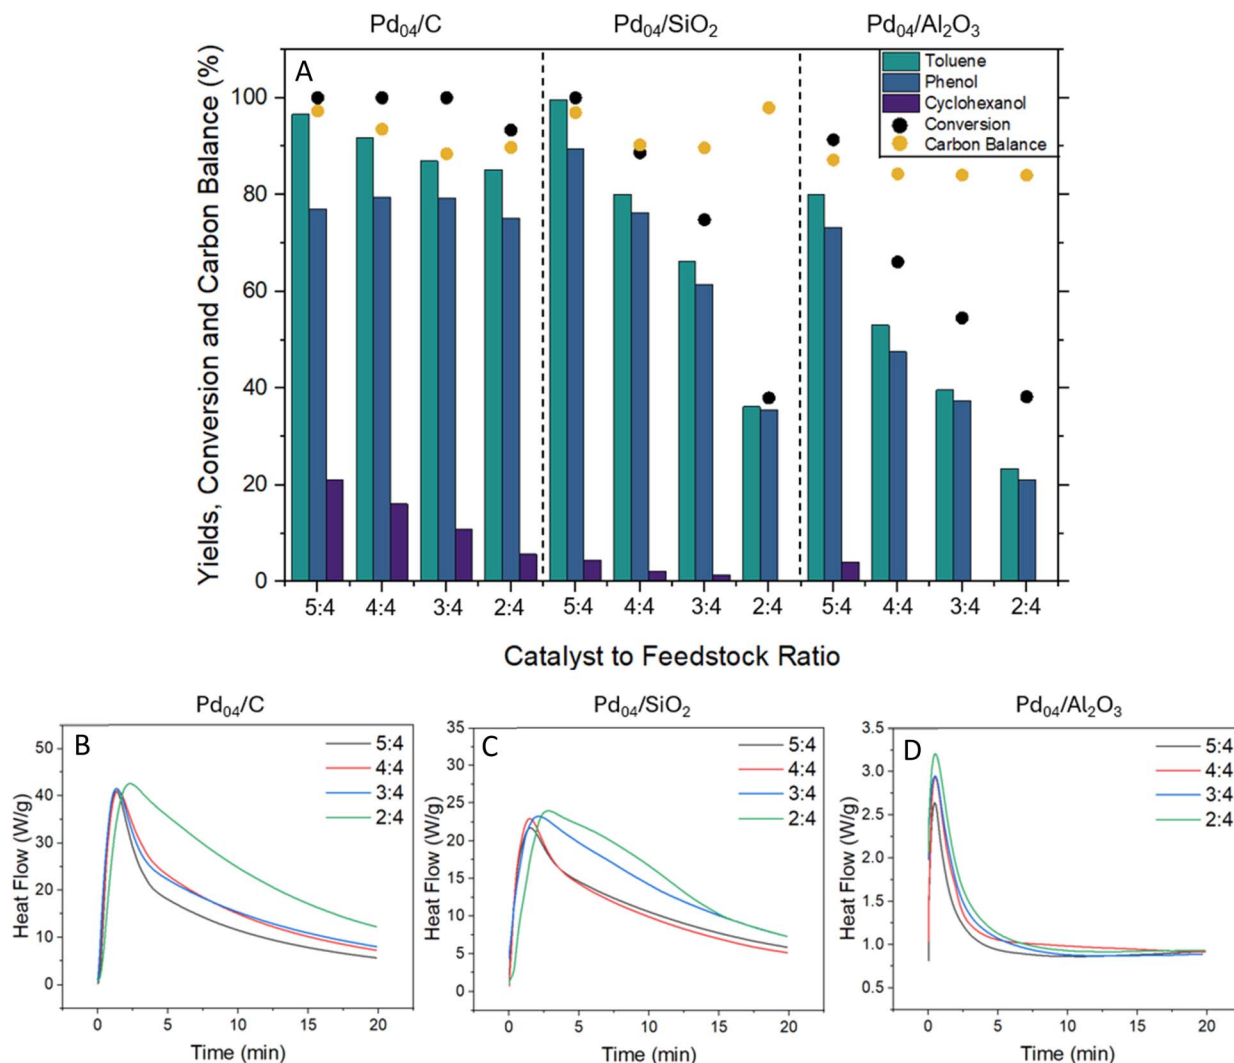 Pd₀₄/C Pd₀₄/SiO₂ Pd₀₄/Al₂O₃
A
Toluene
Phenol
Cyclohexanol
Conversion
Carbon Balance
Yields, Conversion and Carbon Balance (%)
100
80
60
40
20
0
5:4 4:4 3:4 2:4 5:4 4:4 3:4 2:4 5:4 4:4 3:4 2:4
Catalyst to Feedstock Ratio
Pd₀₄/C
B
5:4
4:4
3:4
2:4
Heat Flow (W/g)
50
40
30
20
10
0
0 5 10 15 20
Time (min)
Pd₀₄/SiO₂
C
5:4
4:4
3:4
2:4
Heat Flow (W/g)
35
30
25
20
15
10
5
0
0 5 10 15 20
Time (min)
Pd₀₄/Al₂O₃
D
5:4
4:4
3:4
2:4
Heat Flow (W/g)
3.5
3.0
2.5
2.0
1.5
1.0
0.5
0 5 10 15 20
Time (min)